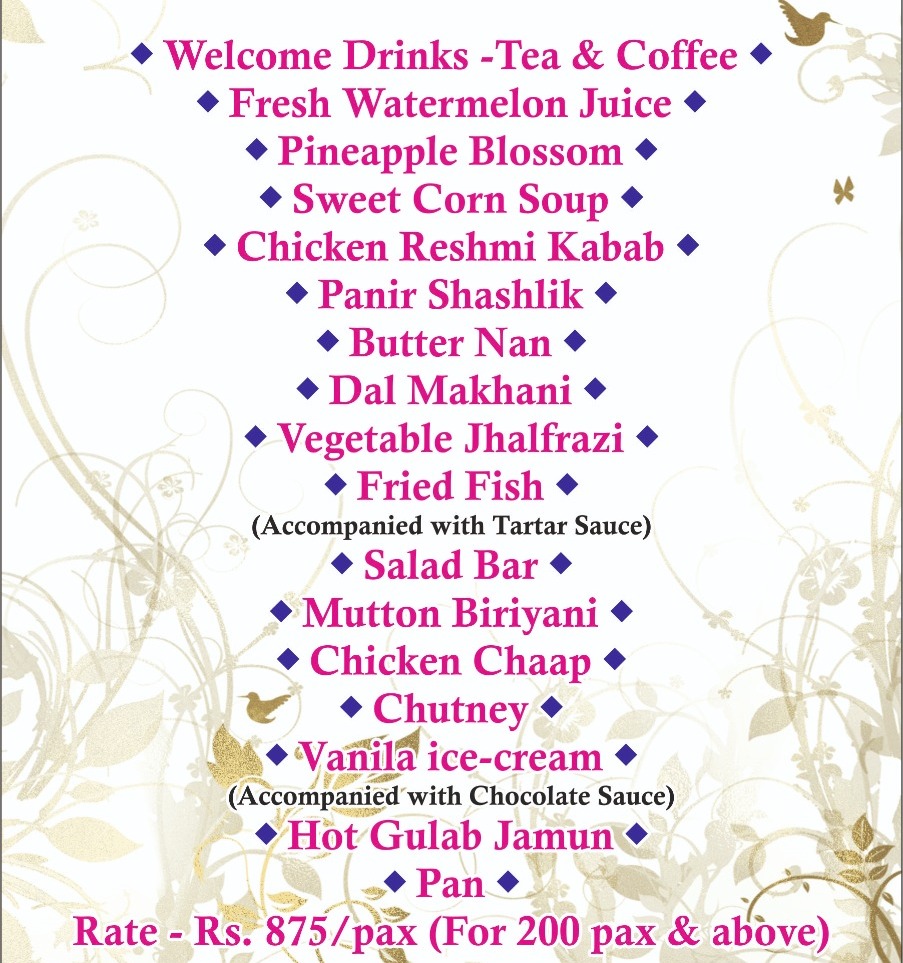 ◆ Welcome Drinks -Tea & Coffee ◆
◆ Fresh Watermelon Juice ◆
◆ Pineapple Blossom ◆
◆ Sweet Corn Soup ◆
◆ Chicken Reshmi Kabab ◆
◆ Panir Shashlik ◆
◆ Butter Nan ◆
◆ Dal Makhani ◆
◆ Vegetable Jhalfrazi ◆
◆ Fried Fish ◆
(Accompanied with Tartar Sauce)
◆ Salad Bar ◆
◆ Mutton Biriyani ◆
◆ Chicken Chaap ◆
◆ Chutney ◆
◆ Vanila ice-cream ◆
(Accompanied with Chocolate Sauce)
◆ Hot Gulab Jamun ◆
◆ Pan ◆
Rate - Rs. 875/pax (For 200 pax & above)